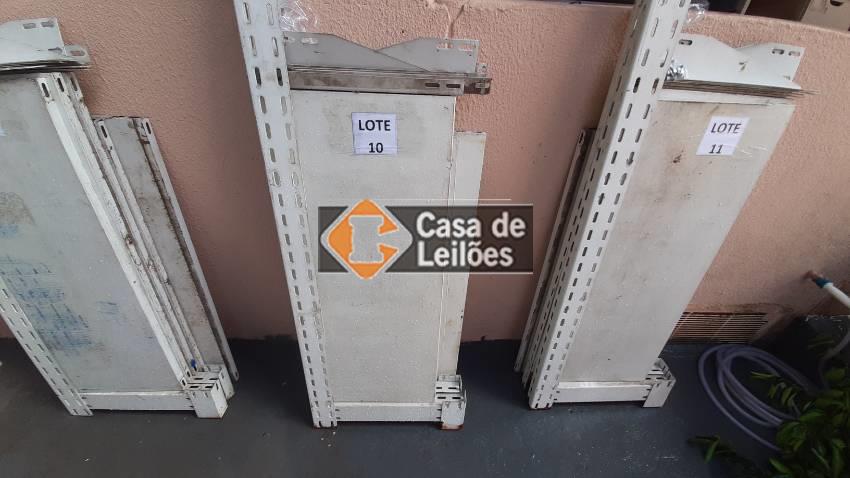 LOTE
10
LOTE
11
Casa de
Leilões